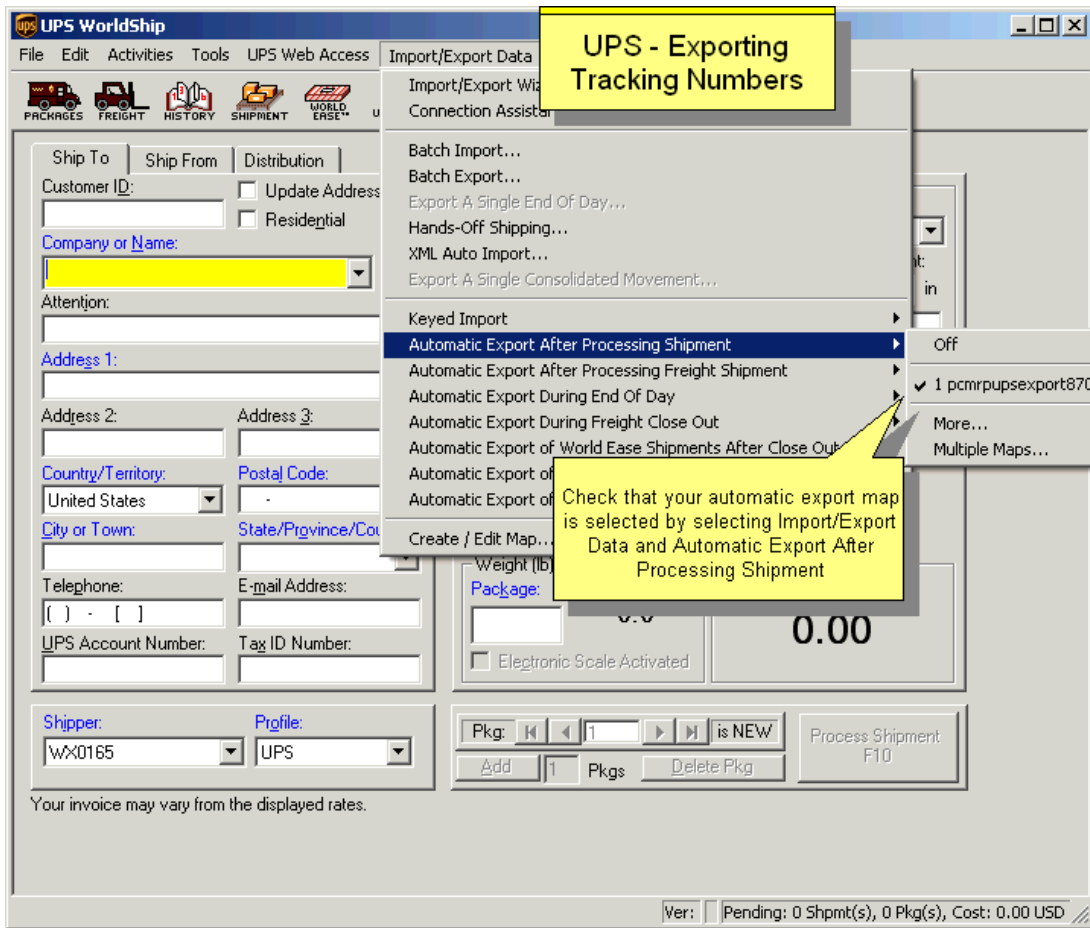 ups UPS WorldShip
File Edit Activities Tools UPS Web Access Import/Export Data
UPS - Exporting
Tracking Numbers
PACKAGES FREIGHT HISTORY SHIPMENT WORLD EASE™ U
Import/Export Wiz
Connection Assistan
Batch Import...
Batch Export...
Export A Single End Of Day...
Hands-Off Shipping...
XML Auto Import...
Export A Single Consolidated Movement...
Keyed Import
Automatic Export After Processing Shipment
Automatic Export After Processing Freight Shipment
Automatic Export During End Of Day
Automatic Export During Freight Close Out
Automatic Export of World Ease Shipments After Close Out
Automatic Export of
Automatic Export of
Create / Edit Map...
Off
1 pcmrpupsexport870
More...
Multiple Maps...
Check that your automatic export map
is selected by selecting Import/Export
Data and Automatic Export After
Processing Shipment
Ship To Ship From Distribution
Customer ID:
Update Address
Residential
Company or Name:
Attention:
Address 1:
Address 2: Address 3:
Country/Territory: Postal Code:
United States -
City or Town: State/Province/Cou
Telephone: E-mail Address:
( ) - [ ]
UPS Account Number: Tax ID Number:
nt:
in
Weight (lb)
Package:
0.0
0.00
Electronic Scale Activated
Shipper: Profile:
WX0165 UPS
Pkg: 1 is NEW
Add 1 Pkgs Delete Pkg
Process Shipment
F10
Your invoice may vary from the displayed rates.
Ver: Pending: 0 Shpmt(s), 0 Pkg(s), Cost: 0.00 USD